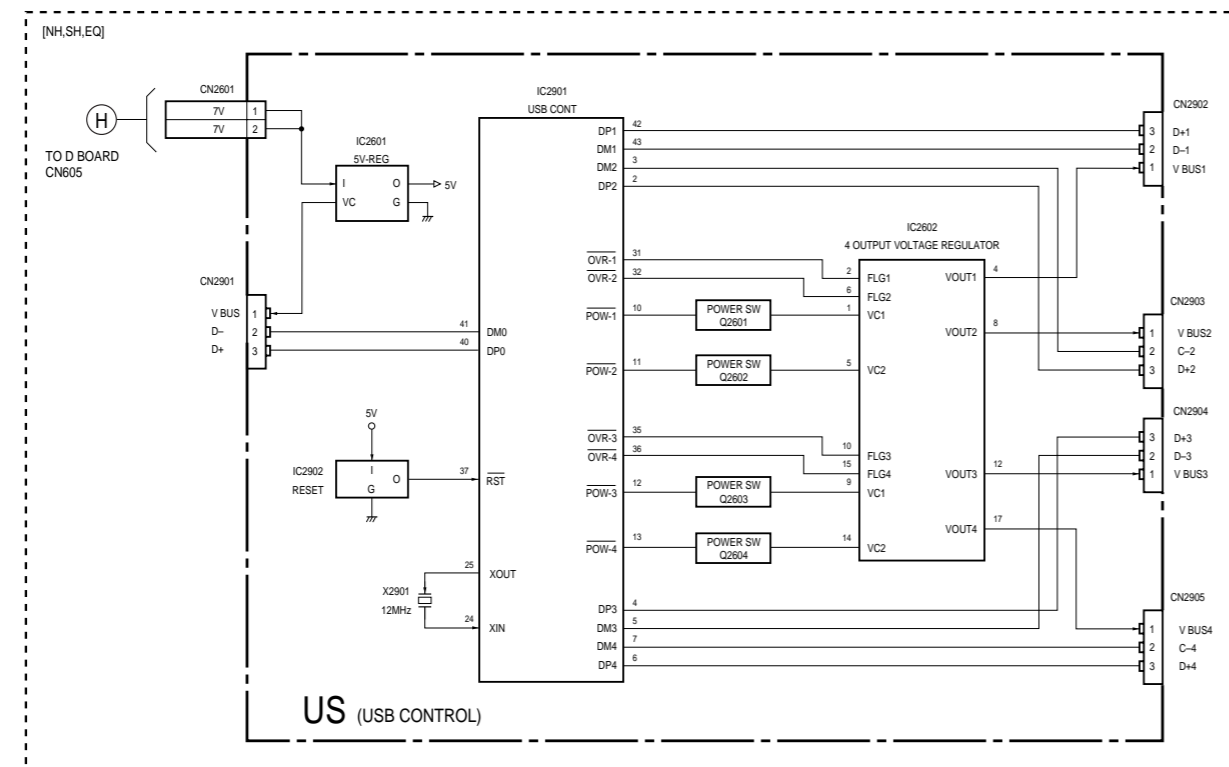 [NH,SH,EQ]
H
TO D BOARD
CN605
CN2601
7V 1
7V 2
IC2601
5V-REG
I O
VC G
5V
CN2901
V BUS 1
D– 2
D+ 3
41 DM0
40 DP0
5V
IC2902
RESET
I
O
G
37 RST
X2901
12MHz
25 XOUT
24 XIN
IC2901
USB CONT
DP1 42
DM1 43
DM2 3
DP2 2
OVR-1 31
OVR-2 32
POW-1 10
POW-2 11
OVR-3 35
OVR-4 36
POW-3 12
POW-4 13
DP3 4
DM3 5
DM4 7
DP4 6
POWER SW
Q2601
POWER SW
Q2602
POWER SW
Q2603
POWER SW
Q2604
IC2602
4 OUTPUT VOLTAGE REGULATOR
2 FLG1
6 FLG2
1 VC1
5 VC2
10 FLG3
15 FLG4
9 VC1
14 VC2
VOUT1 4
VOUT2 8
VOUT3 12
VOUT4 17
CN2902
3 D+1
2 D–1
1 V BUS1
CN2903
1 V BUS2
2 C–2
3 D+2
CN2904
3 D+3
2 D–3
1 V BUS3
CN2905
1 V BUS4
2 C–4
3 D+4
US (USB CONTROL)